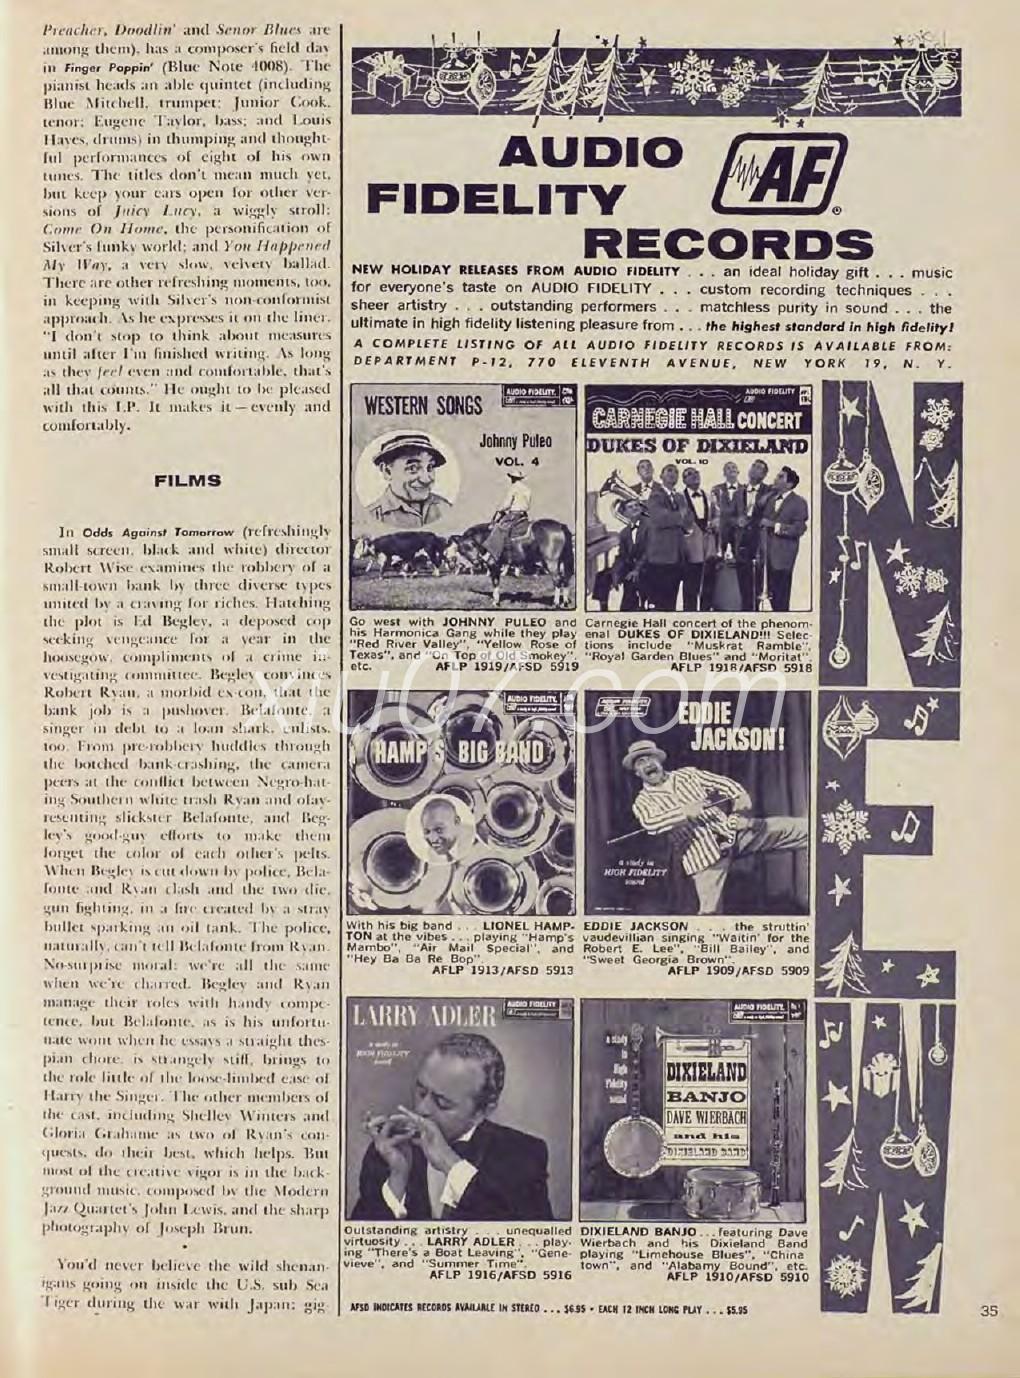 Preacher, Doodlin' and Senor Blues are
among them), has a composer's field day
in Finger Poppin' (Blue Note 4008). The
pianist heads an able quintet (including
Blue Mitchell, trumpet; Junior Cook,
tenor; Eugene Taylor, bass; and Louis
Hayes, drums) in thumping and thought-
ful performances of eight of his own
tunes. The titles don't mean much yet,
but keep your ears open for other ver-
sions of Juicy Lucy, a wiggly stroll;
Come On Home, the personification of
Silver's funky world; and You Happened
My Way, a very slow, velvety ballad.
There are other refreshing moments, too,
in keeping with Silver's non-conformist
approach. As he expresses it on the liner,
"I don't stop to think about measures
until after I'm finished writing. As long
as they feel even and comfortable, that's
all that counts." He ought to be pleased
with this LP. It makes it — evenly and
comfortably.
FILMS
In Odds Against Tomorrow (refreshingly
small screen, black and white) director
Robert Wise examines the robbery of a
small-town bank by three diverse types
united by a craving for riches. Hatching
the plot is Ed Begley, a deposed cop
seeking vengeance for a year in the
hoosegow, compliments of a crime in-
vestigating committee. Begley convinces
Robert Ryan, a morbid ex-con, that the
bank job is a pushover. Belafonte, a
singer in debt to a loan shark, enlists,
too. From pre-robbery huddles through
the botched bank-crashing, the camera
peers at the conflict between Negro-hat-
ing Southern white trash Ryan and ofay-
resenting slickster Belafonte, and Beg-
ley's good-guy efforts to make them
forget the color of each other's pelts.
When Begley is cut down by police, Bela-
fonte and Ryan clash and the two die,
gun fighting, in a fire created by a stray
bullet sparking an oil tank. The police,
naturally, can't tell Belafonte from Ryan.
No-surprise moral: we're all the same
when we're charred. Begley and Ryan
manage their roles with handy compe-
tence, but Belafonte, as is his unfortu-
nate wont when he essays a straight thes-
pian chore, is strangely stiff, brings to
the role little of the loose-limbed ease of
Harry the Singer. The other members of
the cast, including Shelley Winters and
Gloria Grahame as two of Ryan's con-
quests, do their best, which helps. But
most of the creative vigor is in the back-
ground music, composed by the Modern
Jazz Quartet's John Lewis, and the sharp
photography of Joseph Brun.
You'd never believe the wild shenan-
igans going on inside the U.S. sub Sea
Tiger during the war with Japan; gig-
AUDIO
FIDELITY
RECORDS
AF
®
NEW HOLIDAY RELEASES FROM AUDIO FIDELITY . . . an ideal holiday gift . . . music
for everyone's taste on AUDIO FIDELITY . . . custom recording techniques . . .
sheer artistry . . . outstanding performers . . . matchless purity in sound . . . the
ultimate in high fidelity listening pleasure from . . . the highest standard in high fidelity!
A COMPLETE LISTING OF ALL AUDIO FIDELITY RECORDS IS AVAILABLE FROM:
DEPARTMENT P-12, 770 ELEVENTH AVENUE, NEW YORK 19, N. Y.
AUDIO FIDELITY
WESTERN SONGS
Johnny Puleo
VOL. 4
Go west with JOHNNY PULEO and
his Harmonica Gang while they play
"Red River Valley", "Yellow Rose of
Texas", and "On Top of Old Smokey",
etc. AFLP 1919/AFSD 5919
AUDIO FIDELITY
CARNEGIE HALL CONCERT
DUKES OF DIXIELAND
VOL. 10
Carnegie Hall concert of the phenom-
enal DUKES OF DIXIELAND!!! Selec-
tions include "Muskrat Ramble",
"Royal Garden Blues" and "Moritat".
AFLP 1918/AFSD 5918
AUDIO FIDELITY
HAMP'S BIG BAND
With his big band . . . LIONEL HAMP-
TON at the vibes . . . playing "Hamp's
Mambo", "Air Mail Special", and
"Hey Ba Ba Re Bop".
AFLP 1913/AFSD 5913
EDDIE
JACKSON!
a study in
HIGH FIDELITY
sound
EDDIE JACKSON . . . the struttin'
vaudevillian singing "Waitin' for the
Robert E. Lee", "Bill Bailey", and
"Sweet Georgia Brown".
AFLP 1909/AFSD 5909
AUDIO FIDELITY
LARRY ADLER
a study in
HIGH FIDELITY
sound
Outstanding artistry . . . unequalled
virtuosity . . . LARRY ADLER . . . play-
ing "There's a Boat Leaving", "Gene-
vieve", and "Summer Time".
AFLP 1916/AFSD 5916
AUDIO FIDELITY
a study
in
High
Fidelity
sound
DIXIELAND
BANJO
DAVE WIERBACH
and his
DIXIELAND BAND
DIXIELAND BANJO . . . featuring Dave
Wierbach and his Dixieland Band
playing "Limehouse Blues", "China
town", and "Alabamy Bound", etc.
AFLP 1910/AFSD 5910
AFSD INDICATES RECORDS AVAILABLE IN STEREO . . . $6.95 • EACH 12 INCH LONG PLAY . . . $5.95
NEW
35
xiu07.com